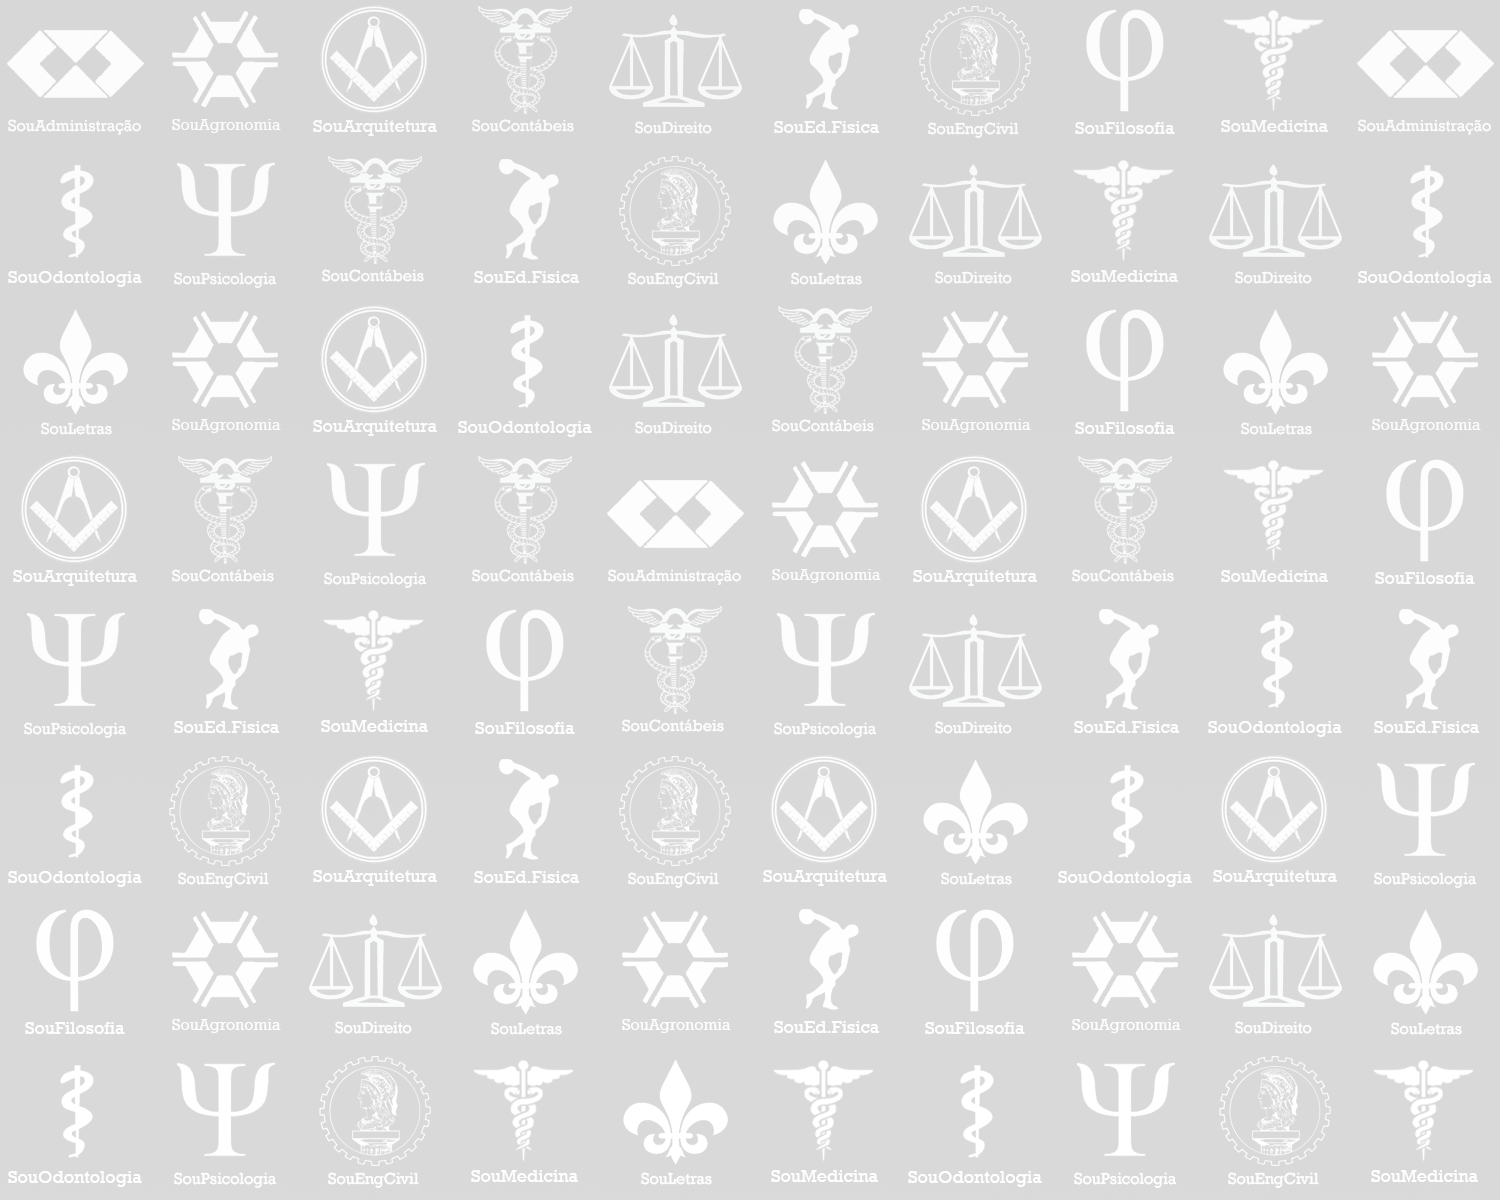 SouAdministração SouAgronomia SouArquitetura SouContábeis SouDireito SouEd.Fisica SouEngCivil SouFilosofia SouMedicina SouAdministração
SouOdontologia SouPsicologia SouContábeis SouEd.Fisica SouEngCivil SouLetras SouDireito SouMedicina SouDireito SouOdontologia
SouLetras SouAgronomia SouArquitetura SouOdontologia SouDireito SouContábeis SouAgronomia SouFilosofia SouLetras SouAgronomia
SouArquitetura SouContábeis SouPsicologia SouContábeis SouAdministração SouAgronomia SouArquitetura SouContábeis SouMedicina SouFilosofia
SouPsicologia SouEd.Fisica SouMedicina SouFilosofia SouContábeis SouPsicologia SouDireito SouEd.Fisica SouOdontologia SouEd.Fisica
SouOdontologia SouEngCivil SouArquitetura SouEd.Fisica SouEngCivil SouArquitetura SouLetras SouOdontologia SouArquitetura SouPsicologia
SouFilosofia SouAgronomia SouDireito SouLetras SouAgronomia SouEd.Fisica SouFilosofia SouAgronomia SouDireito SouLetras
SouOdontologia SouPsicologia SouEngCivil SouMedicina SouLetras SouMedicina SouOdontologia SouPsicologia SouEngCivil SouMedicina